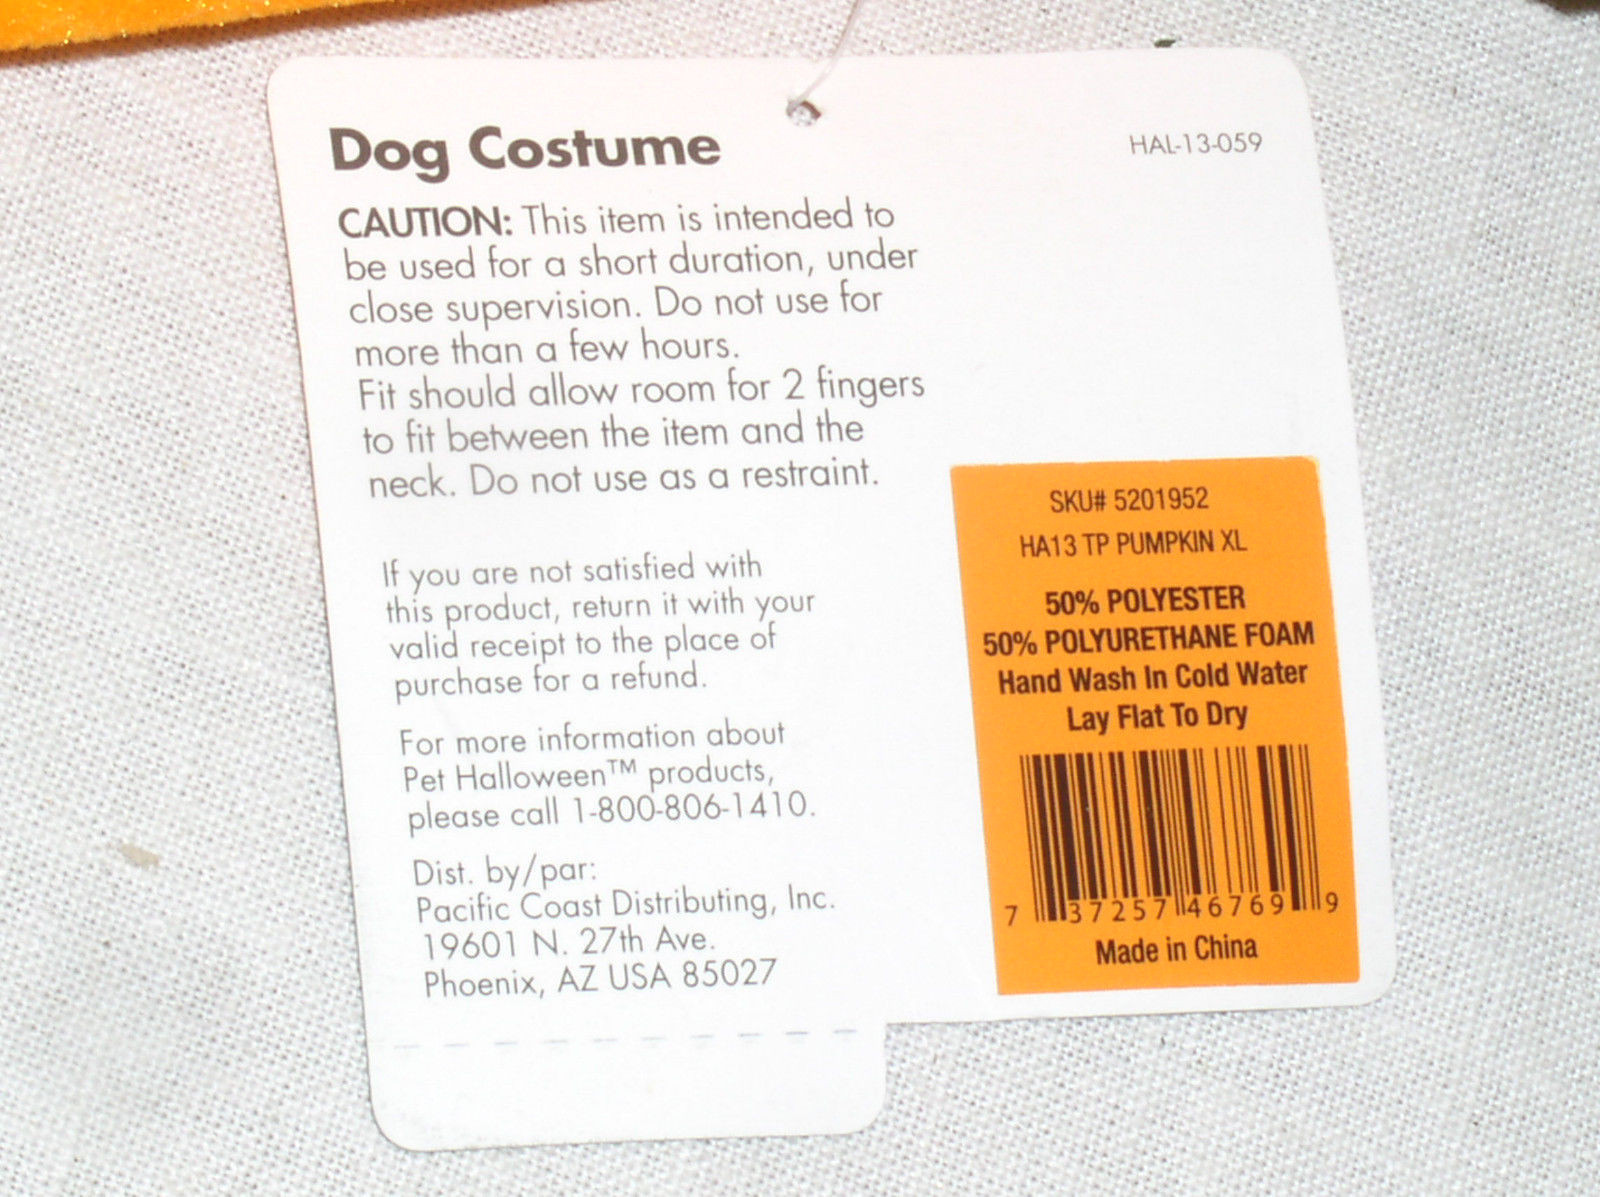 Dog Costume
HAL-13-059
CAUTION: This item is intended to
be used for a short duration, under
close supervision. Do not use for
more than a few hours.
Fit should allow room for 2 fingers
to fit between the item and the
neck. Do not use as a restraint.
If you are not satisfied with
this product, return it with your
valid receipt to the place of
purchase for a refund.
For more information about
Pet Halloween™ products,
please call 1-800-806-1410.
Dist. by/par:
Pacific Coast Distributing, Inc.
19601 N. 27th Ave.
Phoenix, AZ USA 85027
SKU# 5201952
HA13 TP PUMPKIN XL
50% POLYESTER
50% POLYURETHANE FOAM
Hand Wash In Cold Water
Lay Flat To Dry
7 37257 46769 9
Made in China